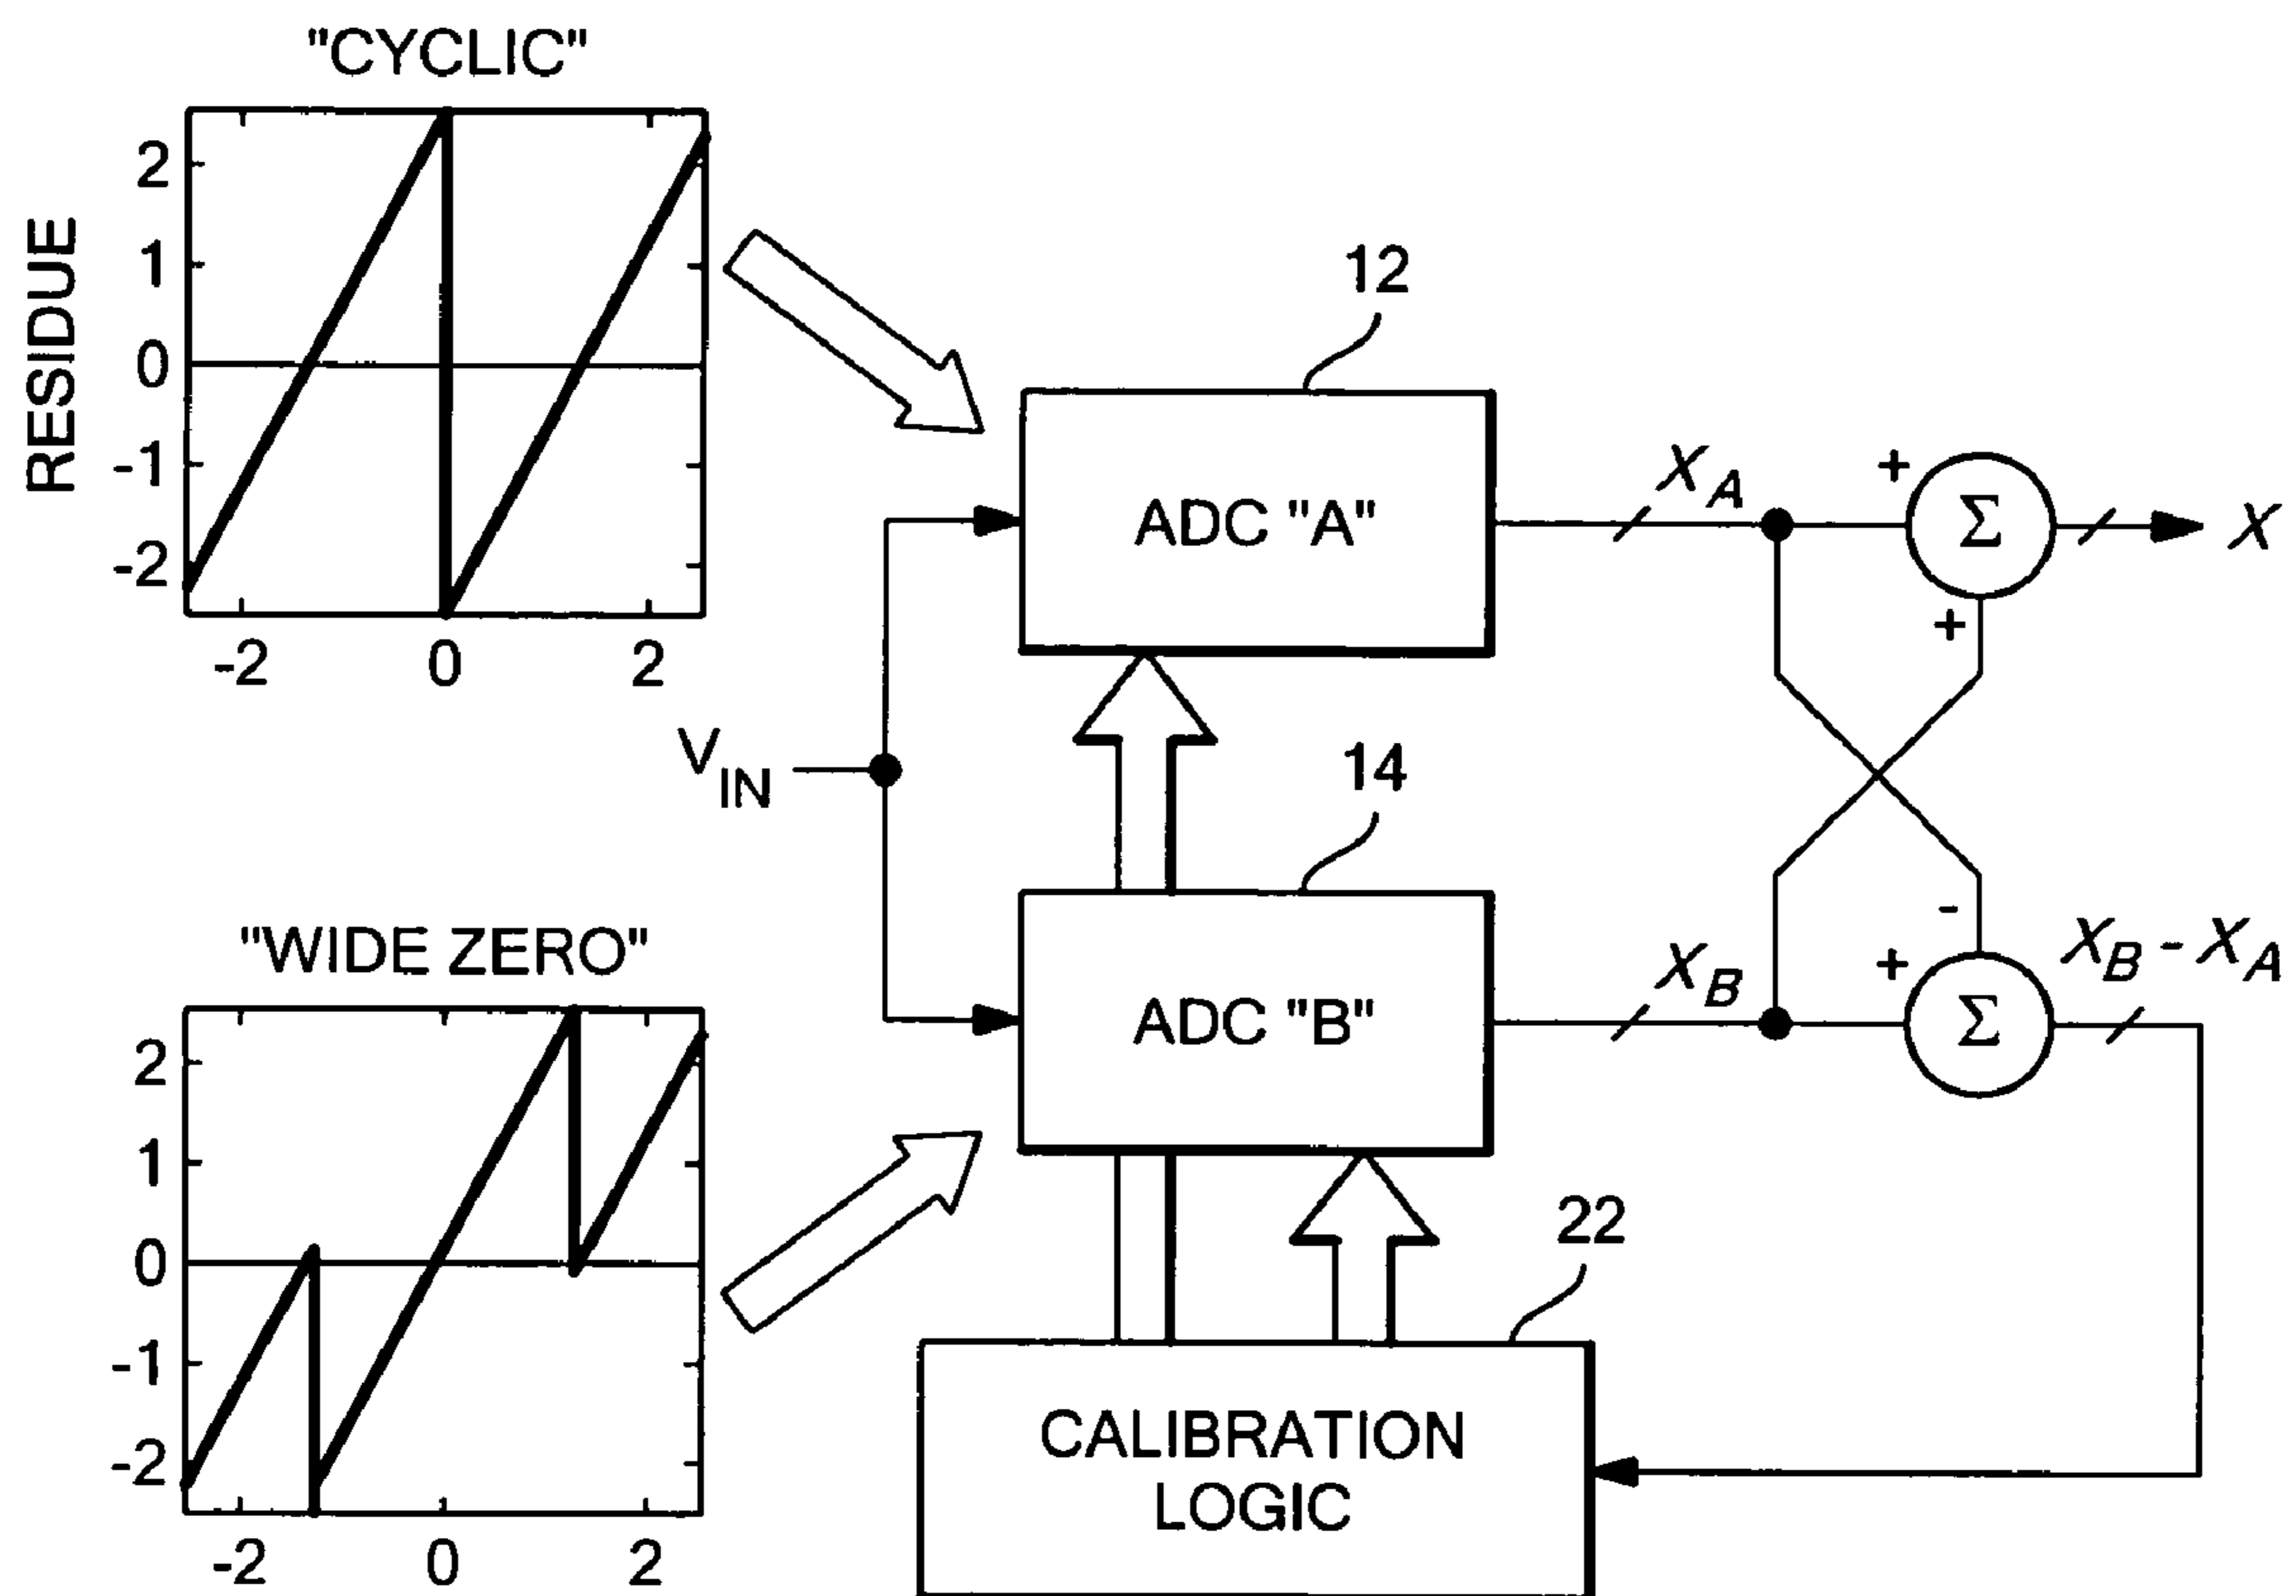 "CYCLIC"
RESIDUE
2
1
0
-1
-2
-2 0 2
12
ADC "A"
X_A
+
+
Σ
X
V_IN
14
ADC "B"
X_B
+
-
Σ
X_B - X_A
"WIDE ZERO"
2
1
0
-1
-2
-2 0 2
22
CALIBRATION
LOGIC